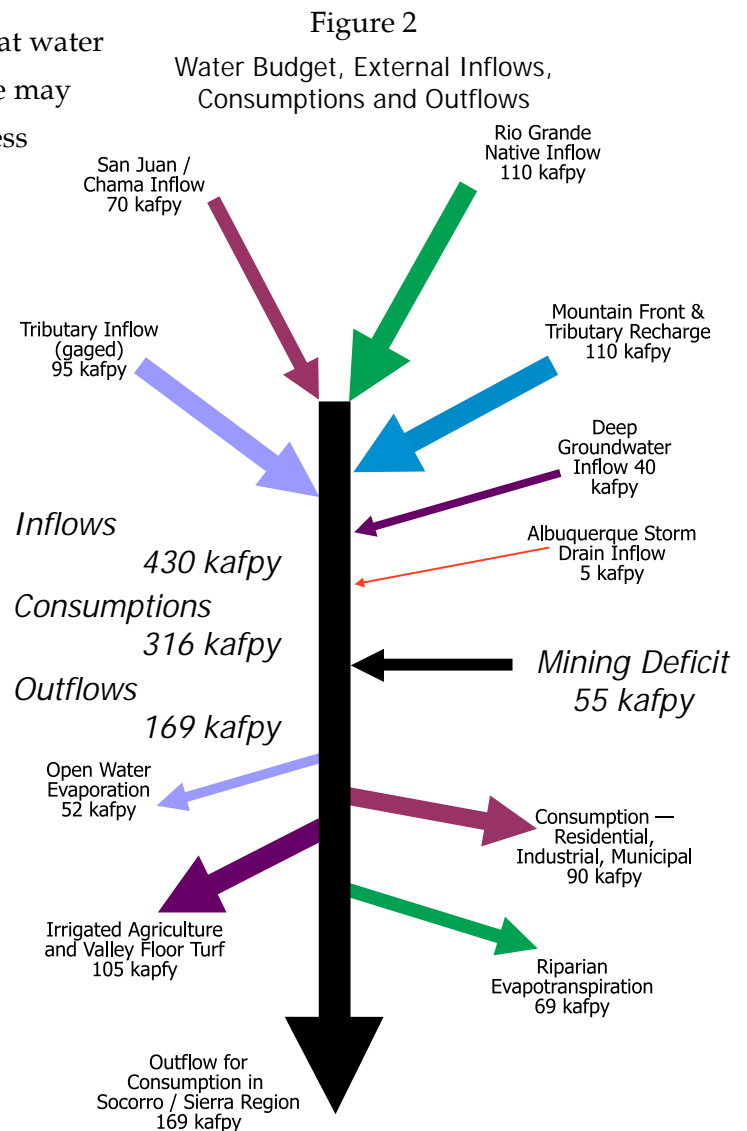 at water
e may
ess
Figure 2
Water Budget, External Inflows,
Consumptions and Outflows
San Juan /
Chama Inflow
70 kafpy
Rio Grande
Native Inflow
110 kafpy
Tributary Inflow
(gaged)
95 kafpy
Mountain Front &
Tributary Recharge
110 kafpy
Deep
Groundwater
Inflow 40
kafpy
Albuquerque Storm
Drain Inflow
5 kafpy
Inflows
430 kafpy
Consumptions
316 kafpy
Outflows
169 kafpy
Mining Deficit
55 kafpy
Open Water
Evaporation
52 kafpy
Consumption —
Residential,
Industrial, Municipal
90 kafpy
Irrigated Agriculture
and Valley Floor Turf
105 kapfy
Riparian
Evapotranspiration
69 kafpy
Outflow for
Consumption in
Socorro / Sierra Region
169 kafpy